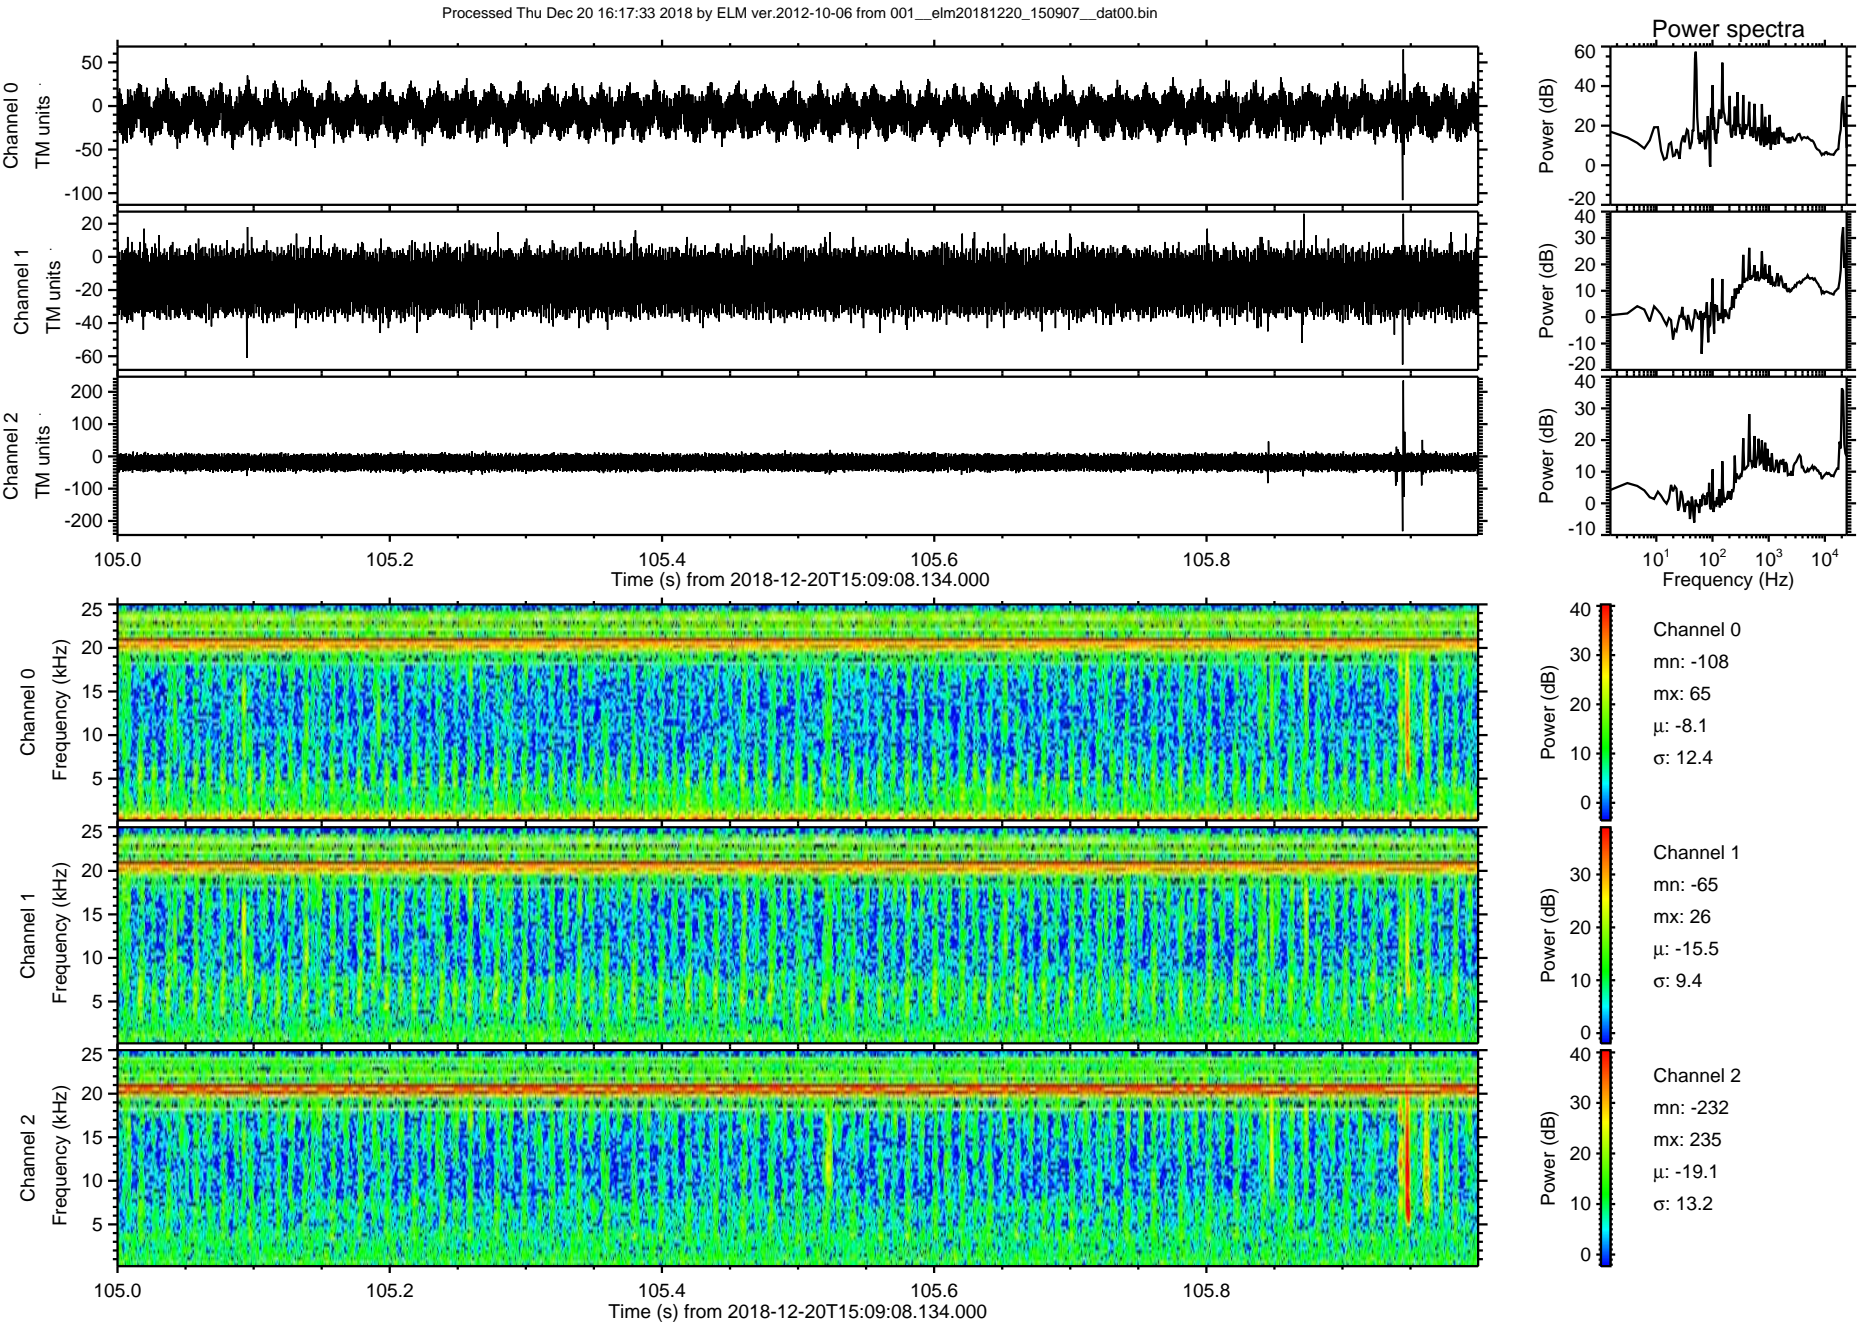 Processed Thu Dec 20 16:17:33 2018 by ELM ver.2012-10-06 from 001__elm20181220_150907__dat00.bin
Power spectra
Channel 0
TM units
50
0
-50
-100
Power (dB)
60
40
20
0
-20
Channel 1
TM units
20
0
-20
-40
-60
Power (dB)
40
30
20
10
0
-10
-20
Channel 2
TM units
200
100
0
-100
-200
Power (dB)
40
30
20
10
0
-10
105.0 105.2 105.4 105.6 105.8
Time (s) from 2018-12-20T15:09:08.134.000
10¹ 10² 10³ 10⁴
Frequency (Hz)
Channel 0
Frequency (kHz)
25
20
15
10
5
Power (dB)
40
30
20
10
0
Channel 0
mn: -108
mx: 65
µ: -8.1
σ: 12.4
Channel 1
Frequency (kHz)
25
20
15
10
5
Power (dB)
30
20
10
0
Channel 1
mn: -65
mx: 26
µ: -15.5
σ: 9.4
Channel 2
Frequency (kHz)
25
20
15
10
5
Power (dB)
40
30
20
10
0
Channel 2
mn: -232
mx: 235
µ: -19.1
σ: 13.2
105.0 105.2 105.4 105.6 105.8
Time (s) from 2018-12-20T15:09:08.134.000